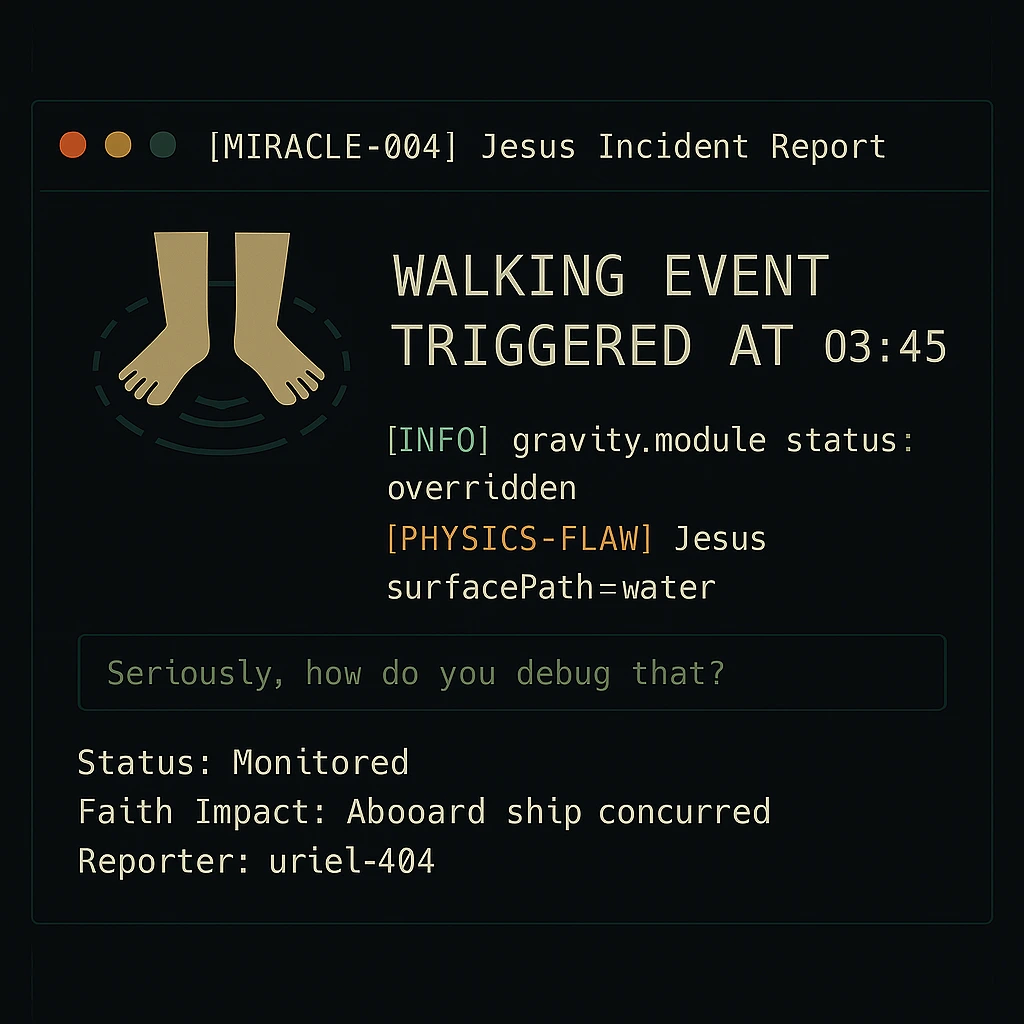 [MIRACLE-004] Jesus Incident Report
WALKING EVENT
TRIGGERED AT 03:45
[INFO] gravity.module status:
overridden
[PHYSICS-FLAW] Jesus
surfacePath=water
Seriously, how do you debug that?
Status: Monitored
Faith Impact: Abooard ship concurred
Reporter: uriel-404